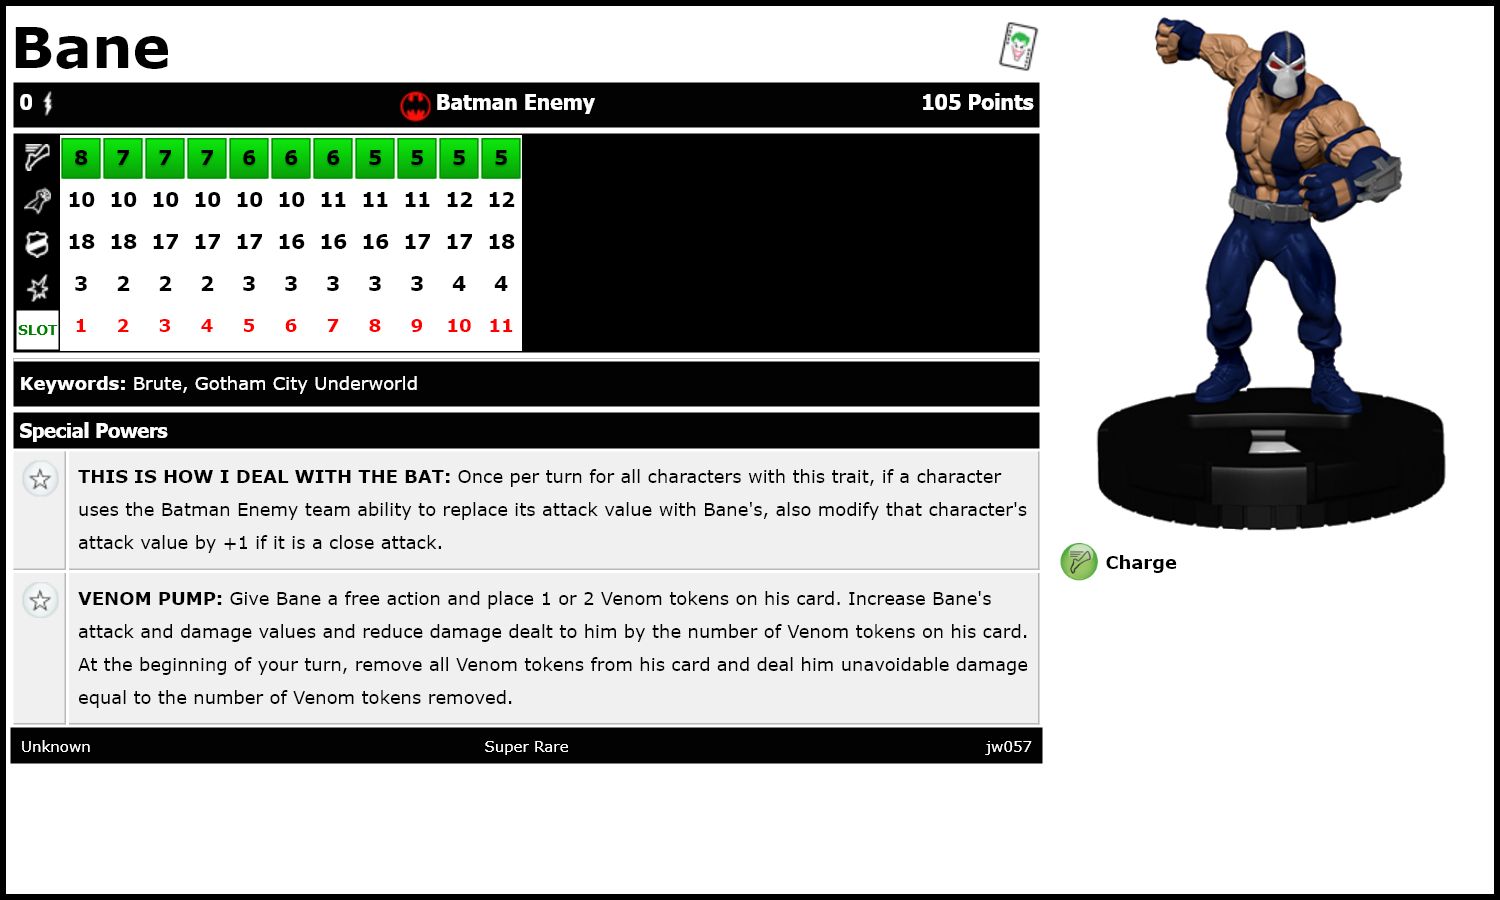 Bane
0 Batman Enemy 105 Points
8 7 7 7 6 6 6 5 5 5 5
10 10 10 10 10 10 11 11 11 12 12
18 18 17 17 17 16 16 16 17 17 18
3 2 2 2 3 3 3 3 3 4 4
SLOT 1 2 3 4 5 6 7 8 9 10 11
Keywords: Brute, Gotham City Underworld
Special Powers
THIS IS HOW I DEAL WITH THE BAT: Once per turn for all characters with this trait, if a character
uses the Batman Enemy team ability to replace its attack value with Bane's, also modify that character's
attack value by +1 if it is a close attack.
VENOM PUMP: Give Bane a free action and place 1 or 2 Venom tokens on his card. Increase Bane's
attack and damage values and reduce damage dealt to him by the number of Venom tokens on his card.
At the beginning of your turn, remove all Venom tokens from his card and deal him unavoidable damage
equal to the number of Venom tokens removed.
Unknown Super Rare jw057
Charge